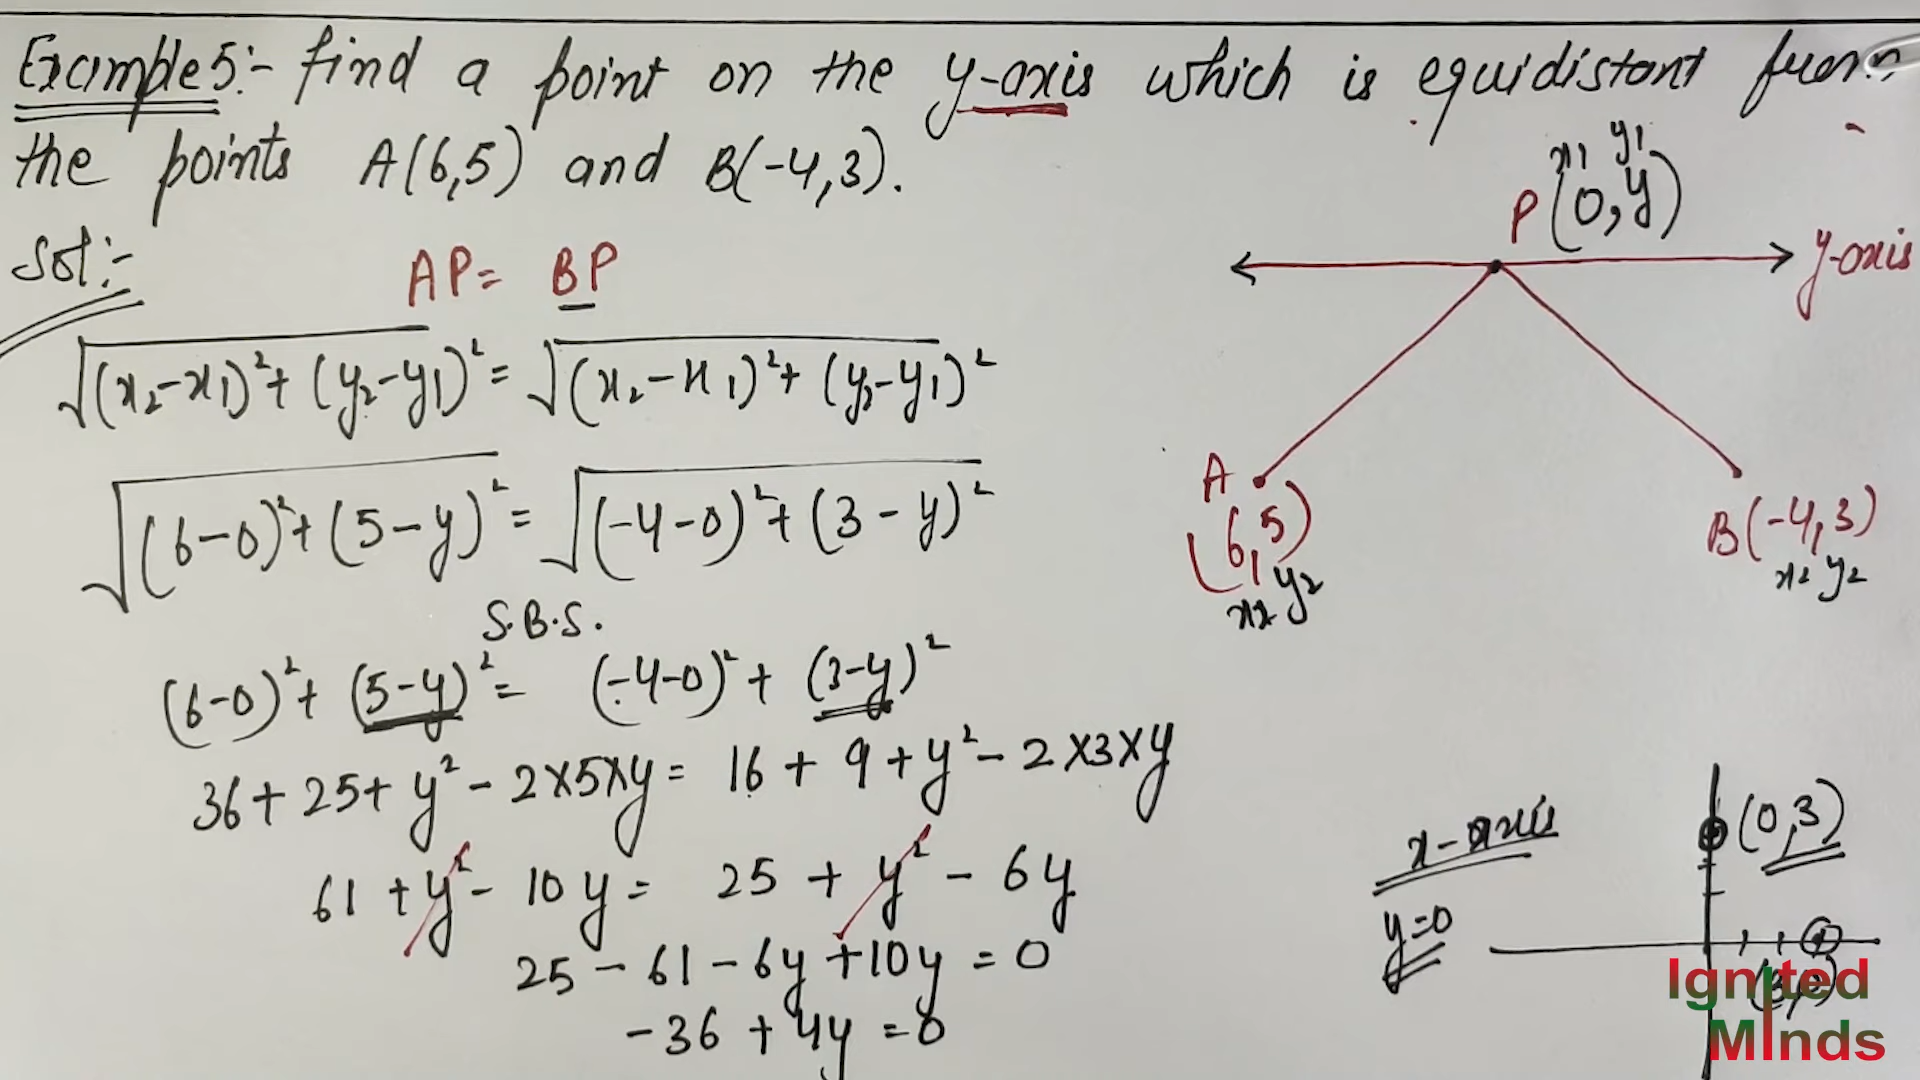 Example 5:- find a point on the y-axis which is equidistant from
the points A(6,5) and B(-4,3).
Sol:-
AP = BP
√(x₂-x₁)²+(y₂-y₁)² = √(x₂-x₁)²+(y₂-y₁)²
√(6-0)²+(5-y)² = √(-4-0)²+(3-y)²
S.B.S.
(6-0)²+(5-y)² = (-4-0)²+(3-y)²
36+25+y²-2×5×y = 16+9+y²-2×3×y
61+y²-10y = 25+y²-6y
25-61-6y+10y=0
-36+4y=0
x₁ y₁
P(0,y)
y-axis
A
(6,5)
x₂ y₂
B(-4,3)
x₂ y₂
x-axis
y=0
(0,3)
Ignited
Minds